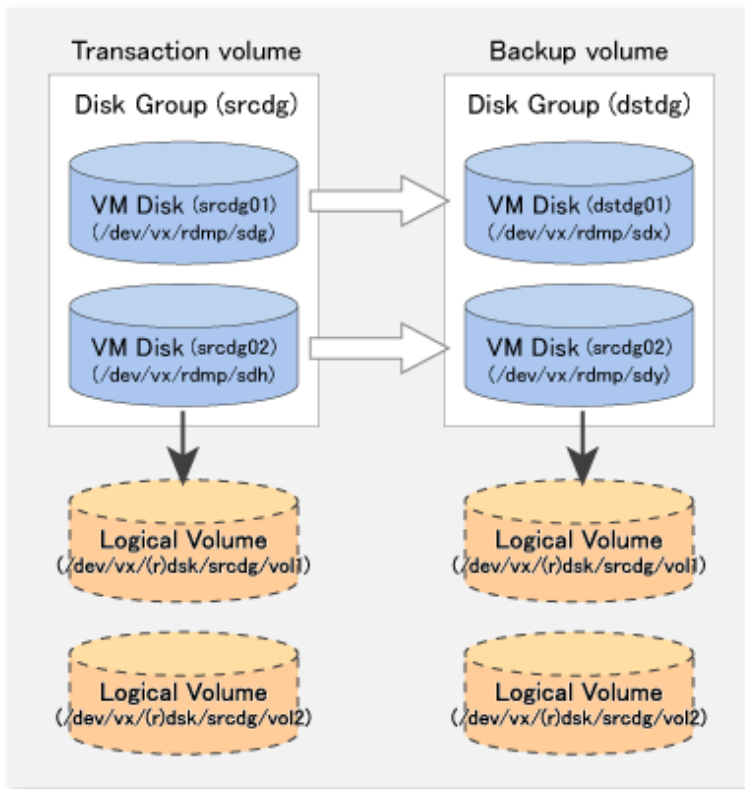 Transaction volume
Disk Group (srcdg)
VM Disk (srcdg01)
(/dev/vx/rdmp/sdg)
VM Disk (srcdg02)
(/dev/vx/rdmp/sdh)
Logical Volume
(/dev/vx/(r)dsk/srcdg/vol1)
Logical Volume
(/dev/vx/(r)dsk/srcdg/vol2)
Backup volume
Disk Group (dstdg)
VM Disk (dstdg01)
(/dev/vx/rdmp/sdx)
VM Disk (srcdg02)
(/dev/vx/rdmp/sdy)
Logical Volume
(/dev/vx/(r)dsk/srcdg/vol1)
Logical Volume
(/dev/vx/(r)dsk/srcdg/vol2)